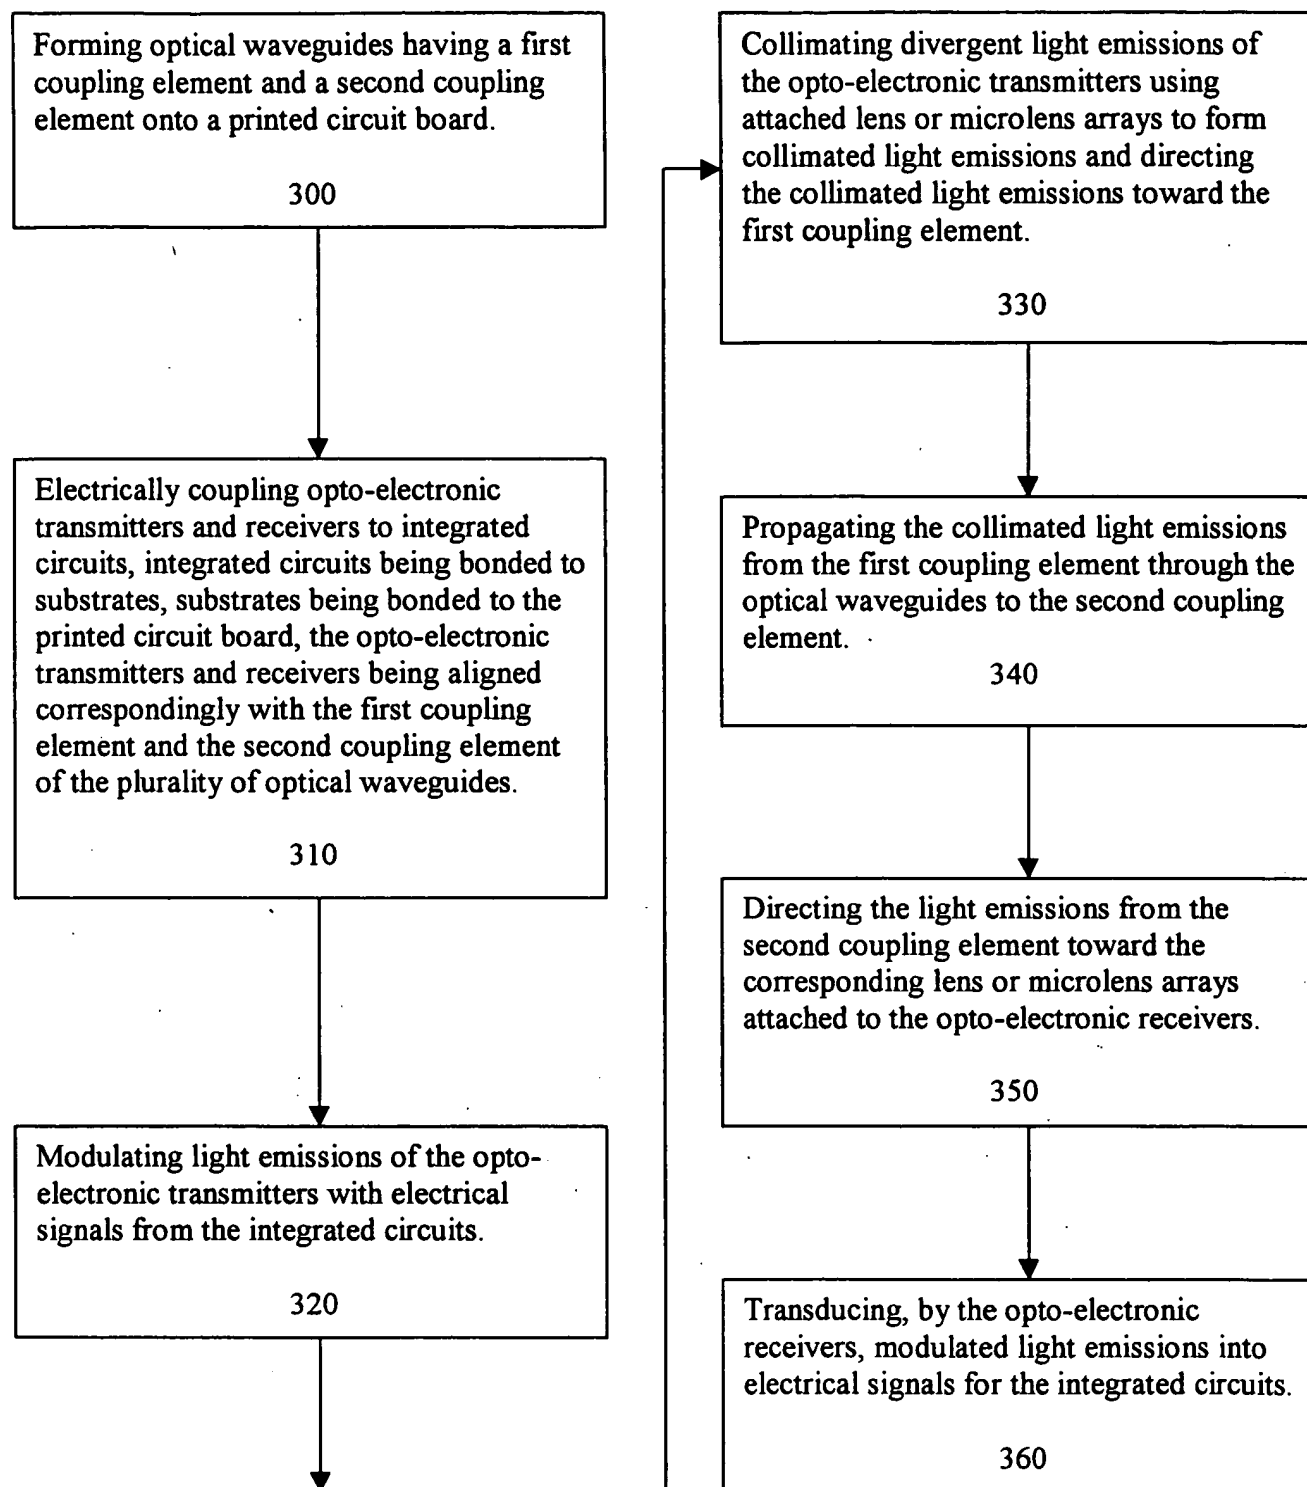 Forming optical waveguides having a first
coupling element and a second coupling
element onto a printed circuit board.
300
Electrically coupling opto-electronic
transmitters and receivers to integrated
circuits, integrated circuits being bonded to
substrates, substrates being bonded to the
printed circuit board, the opto-electronic
transmitters and receivers being aligned
correspondingly with the first coupling
element and the second coupling element
of the plurality of optical waveguides.
310
Modulating light emissions of the opto-
electronic transmitters with electrical
signals from the integrated circuits.
320
Collimating divergent light emissions of
the opto-electronic transmitters using
attached lens or microlens arrays to form
collimated light emissions and directing
the collimated light emissions toward the
first coupling element.
330
Propagating the collimated light emissions
from the first coupling element through the
optical waveguides to the second coupling
element.
340
Directing the light emissions from the
second coupling element toward the
corresponding lens or microlens arrays
attached to the opto-electronic receivers.
350
Transducing, by the opto-electronic
receivers, modulated light emissions into
electrical signals for the integrated circuits.
360